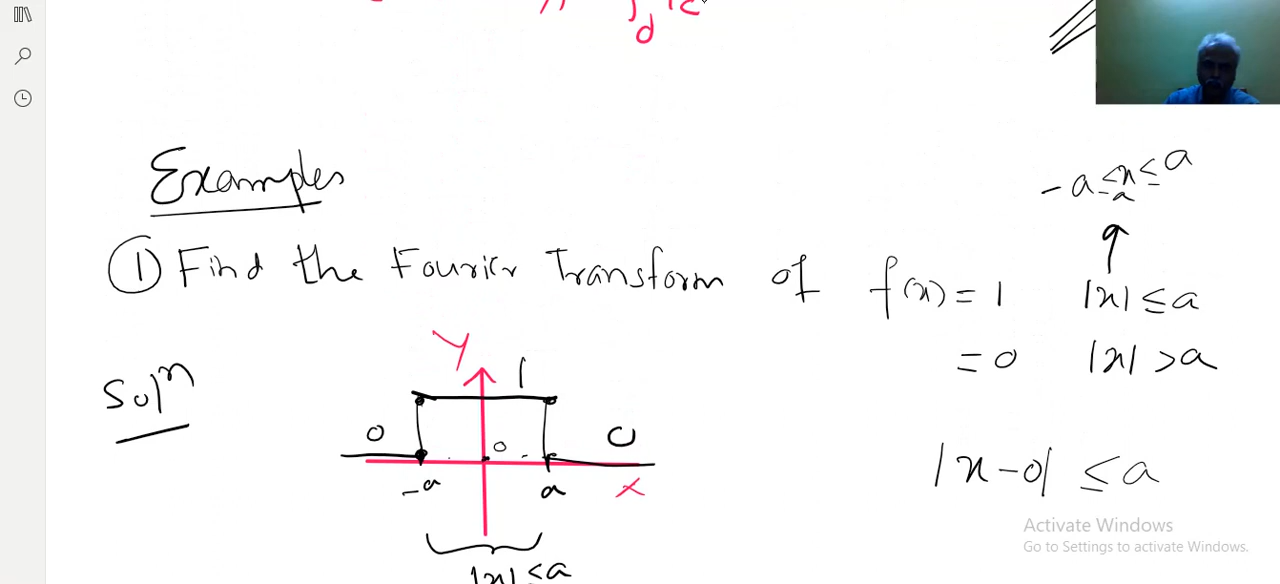 Examples
-a ≤ x ≤ a
① Find the Fourier Transform of f(x) = 1 |x| ≤ a
= 0 |x| > a
Solⁿ
Y 1
0 0 0
-a a X
|x - 0| ≤ a
|x| ≤ a
Activate Windows
Go to Settings to activate Windows.